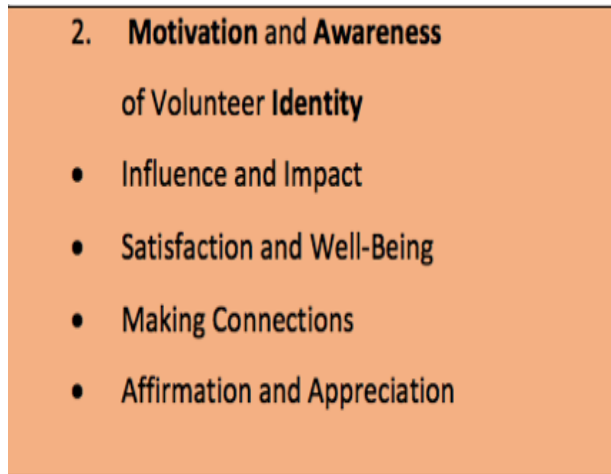 2. Motivation and Awareness
of Volunteer Identity
• Influence and Impact
• Satisfaction and Well-Being
• Making Connections
• Affirmation and Appreciation